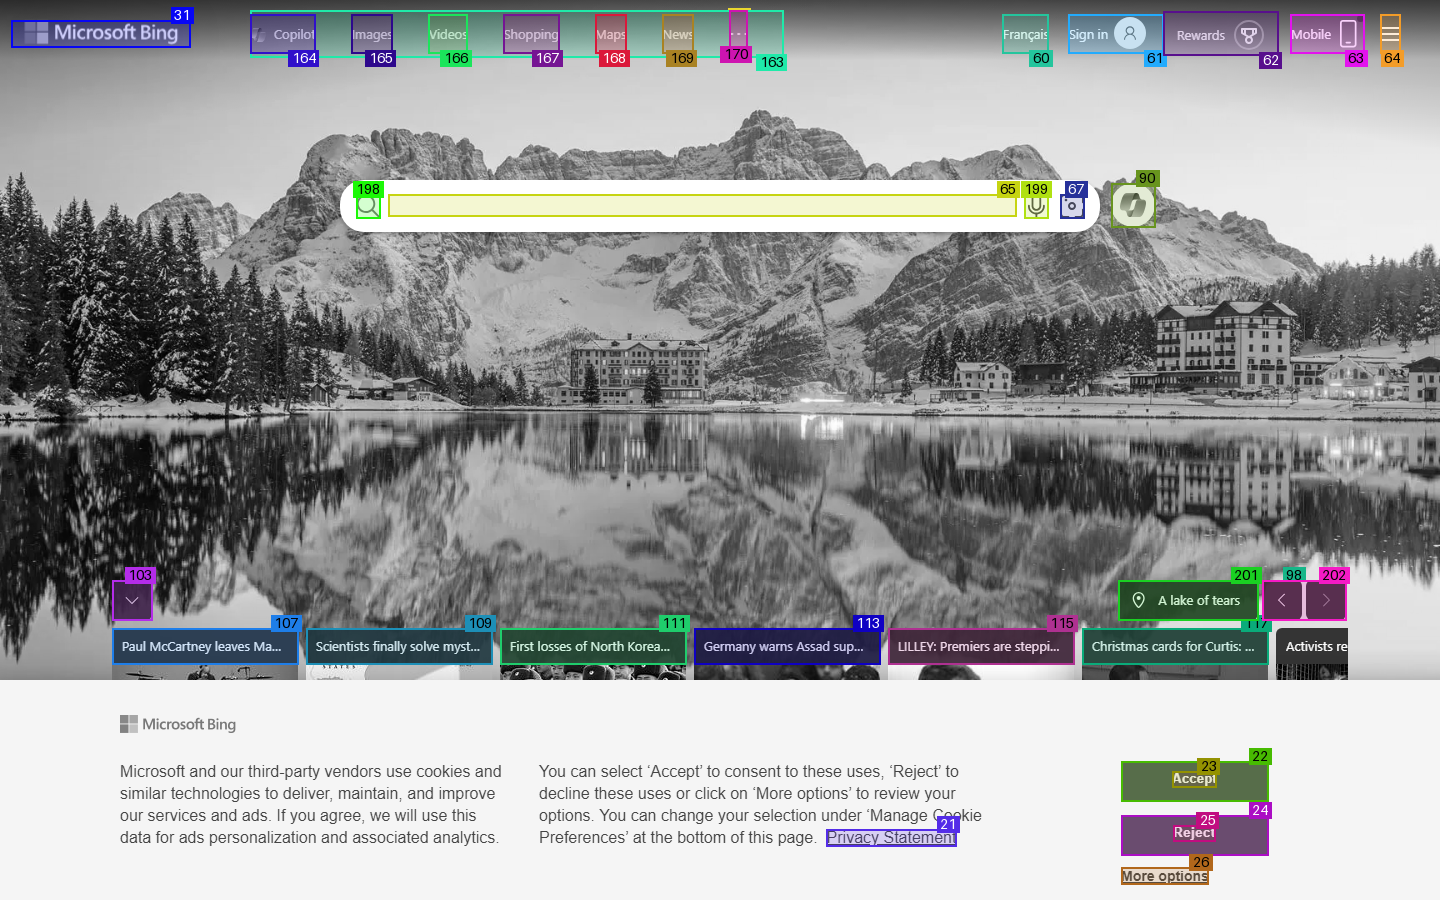 Microsoft Bing
31
Copilot
164
Images
165
Videos
166
Shopping
167
Maps
168
News
169
170
163
Français
60
Sign in
61
Rewards
62
Mobile
63
64
198
65
199
67
90
103
201
A lake of tears
98
202
107
Paul McCartney leaves Ma...
109
Scientists finally solve myst...
111
First losses of North Korea...
113
Germany warns Assad sup...
115
LILLEY: Premiers are steppi...
117
Christmas cards for Curtis: ...
Activists re
STATES
Microsoft Bing
Microsoft and our third-party vendors use cookies and
similar technologies to deliver, maintain, and improve
our services and ads. If you agree, we will use this
data for ads personalization and associated analytics.
You can select ‘Accept’ to consent to these uses, ‘Reject’ to
decline these uses or click on ‘More options’ to review your
options. You can change your selection under ‘Manage Cookie
Preferences’ at the bottom of this page. Privacy Statement
21
22
23
Accept
24
25
Reject
26
More options